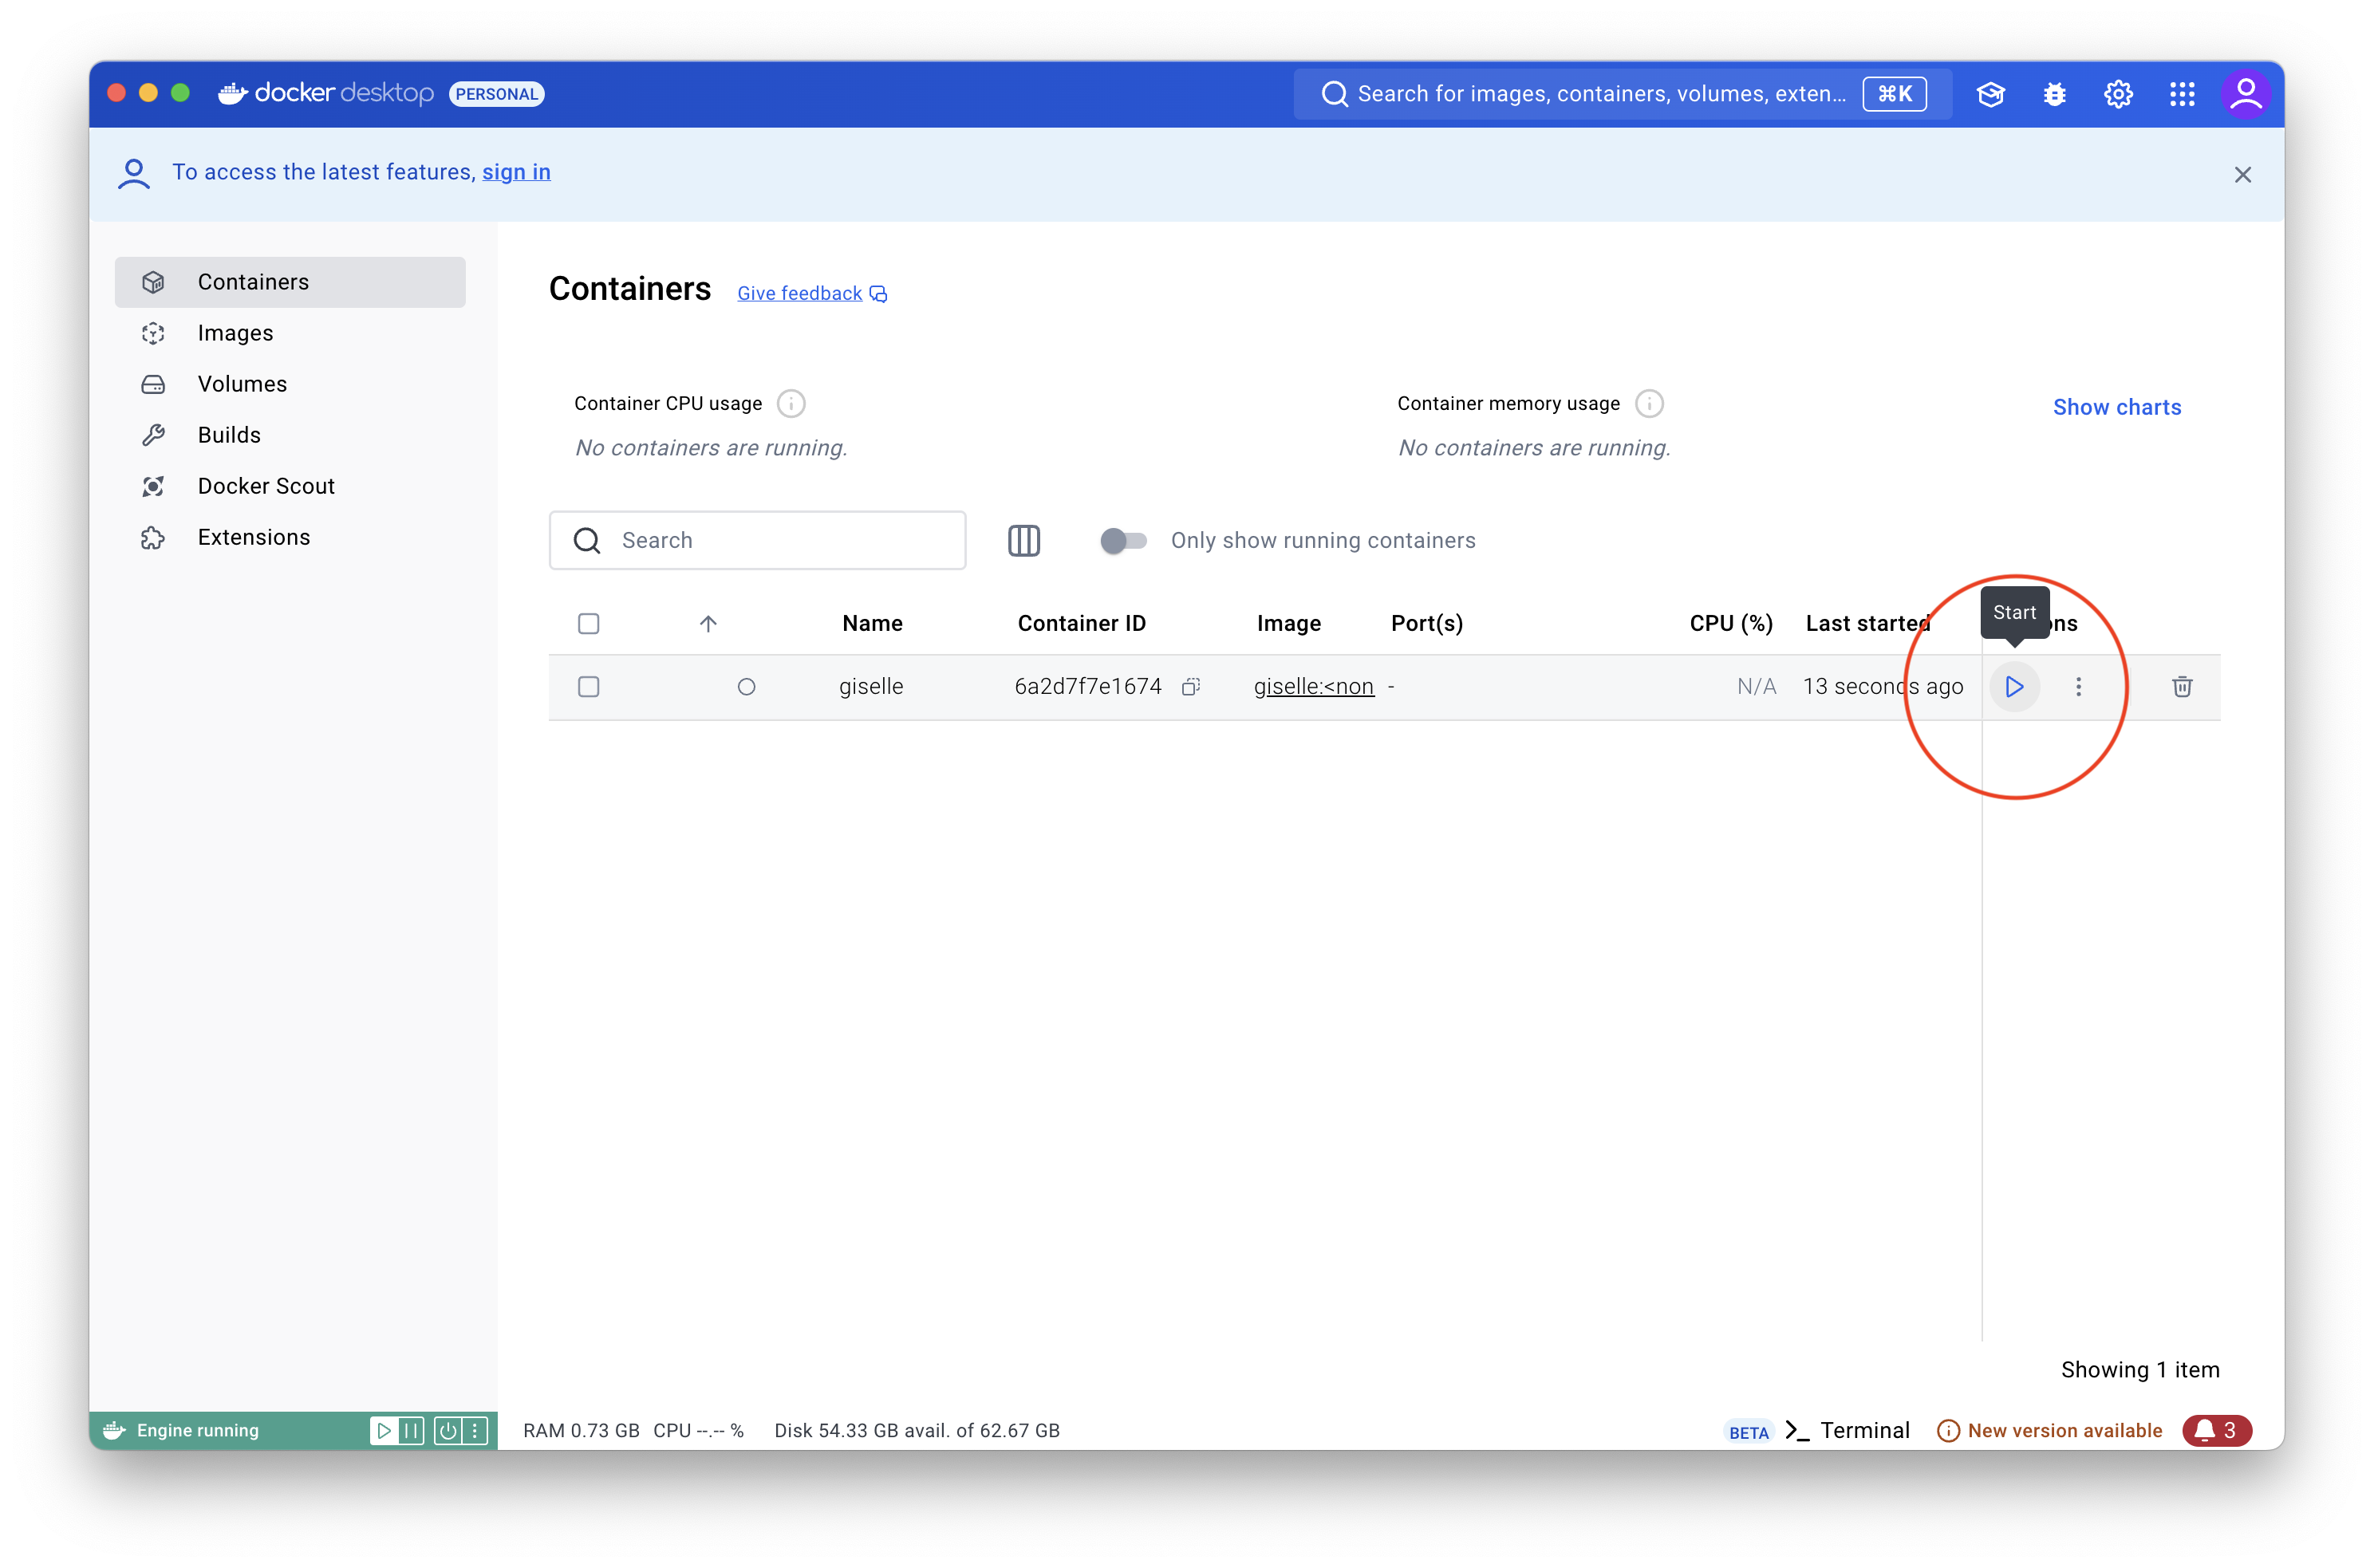 docker desktop PERSONAL
Search for images, containers, volumes, exten... ⌘K
To access the latest features, sign in
Containers
Images
Volumes
Builds
Docker Scout
Extensions
Containers Give feedback
Container CPU usage
No containers are running.
Container memory usage
No containers are running.
Show charts
Search
Only show running containers
Start
Name Container ID Image Port(s) CPU (%) Last started ons
giselle 6a2d7f7e1674 giselle:<non - N/A 13 seconds ago
Showing 1 item
Engine running
RAM 0.73 GB CPU --.-- % Disk 54.33 GB avail. of 62.67 GB
BETA >_ Terminal New version available 3